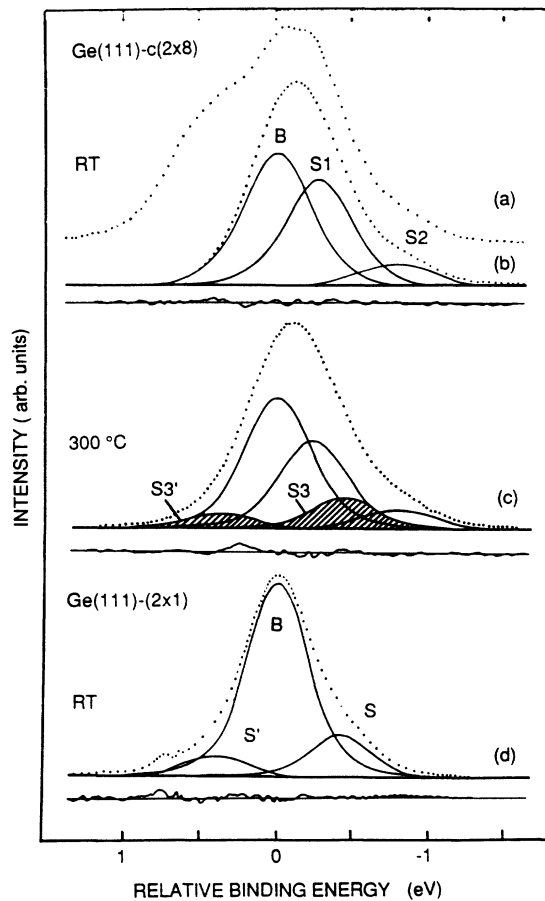 Ge(111)-c(2x8)
RT
B
S1
S2
(a)
(b)
300 °C
S3'
S3
(c)
Ge(111)-(2x1)
RT
B
S'
S
(d)
INTENSITY ( arb. units)
1
0
-1
RELATIVE BINDING ENERGY (eV)